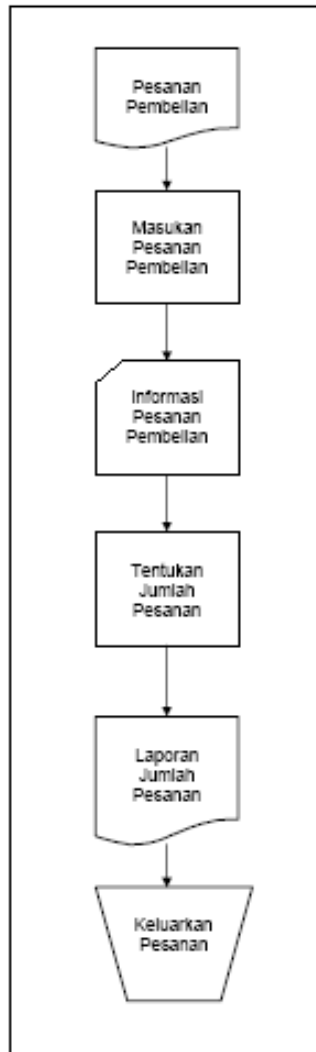 Pesanan
Pembelian
Masukan
Pesanan
Pembelian
Informasi
Pesanan
Pembelian
Tentukan
Jumlah
Pesanan
Laporan
Jumlah
Pesanan
Keluarkan
Pesanan